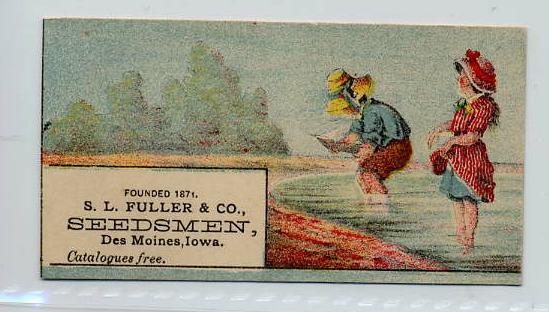 FOUNDED 1871.
S. L. FULLER & CO.,
SEEDSMEN,
Des Moines, Iowa.
Catalogues free.